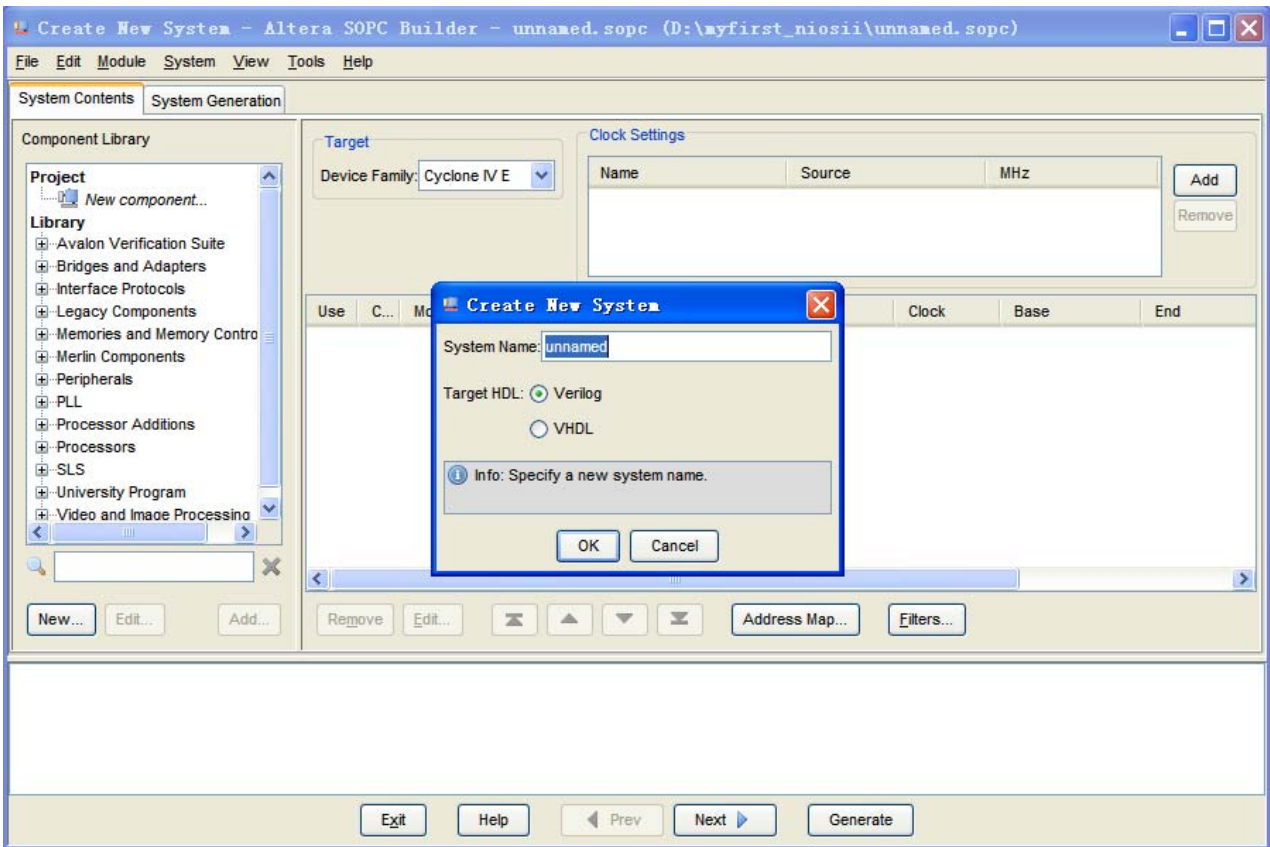 Create New System - Altera SOPC Builder - unnamed.sopc (D:\myfirst_niosii\unnamed.sopc)
File Edit Module System View Tools Help
System Contents System Generation
Component Library
Project
New component...
Library
Avalon Verification Suite
Bridges and Adapters
Interface Protocols
Legacy Components
Memories and Memory Contro
Merlin Components
Peripherals
PLL
Processor Additions
Processors
SLS
University Program
Video and Image Processing
New... Edit... Add...
Target
Device Family: Cyclone IV E
Clock Settings
Name Source MHz
Add
Remove
Use C... Mo Clock Base End
Create New System
System Name: unnamed
Target HDL: Verilog
VHDL
Info: Specify a new system name.
OK Cancel
Remove Edit... Address Map... Filters...
Exit Help Prev Next Generate